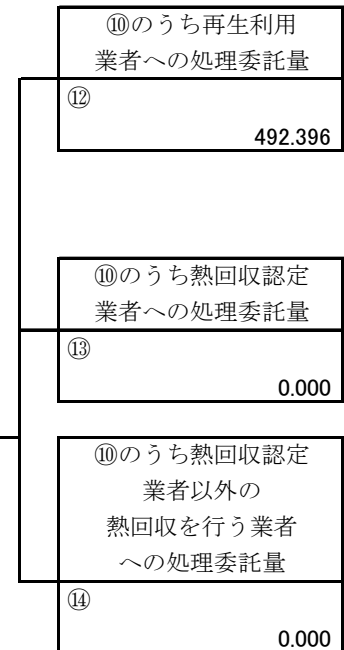 ⑩のうち再生利用
業者への処理委託量
⑫
492.396
⑩のうち熱回収認定
業者への処理委託量
⑬
0.000
⑩のうち熱回収認定
業者以外の
熱回収を行う業者
への処理委託量
⑭
0.000